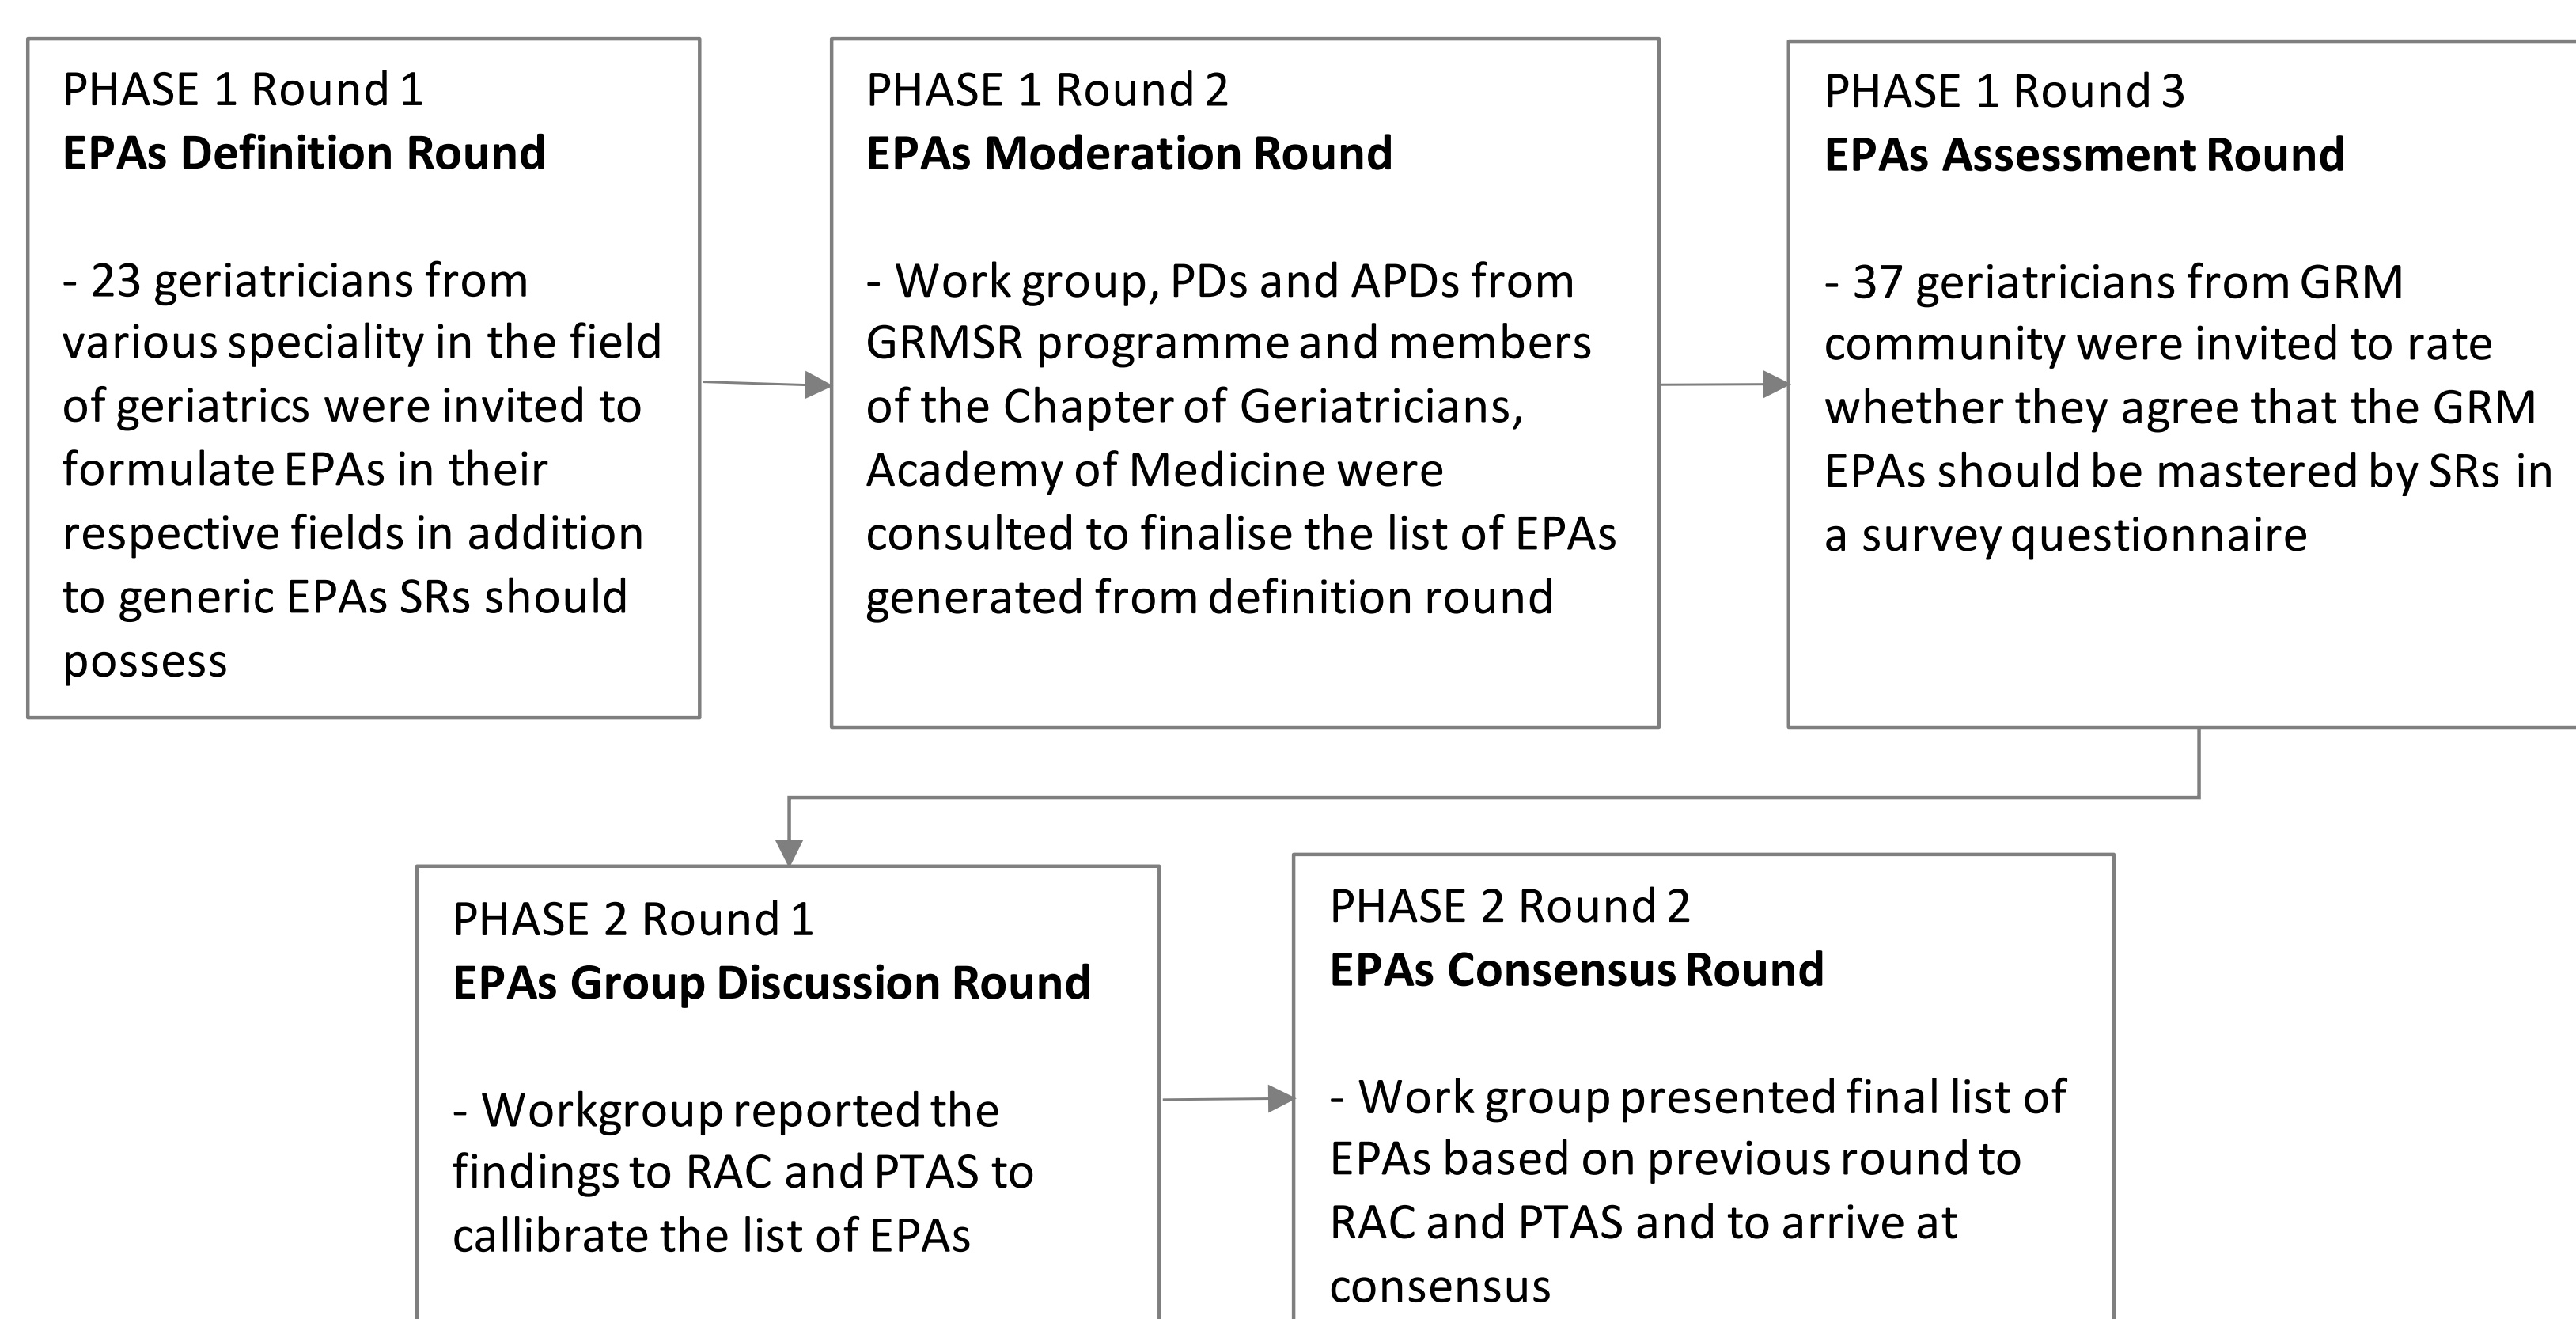 PHASE 1 Round 1
EPAs Definition Round
- 23 geriatricians from
various speciality in the field
of geriatrics were invited to
formulate EPAs in their
respective fields in addition
to generic EPAs SRs should
possess
PHASE 1 Round 2
EPAs Moderation Round
- Work group, PDs and APDs from
GRMSR programme and members
of the Chapter of Geriatricians,
Academy of Medicine were
consulted to finalise the list of EPAs
generated from definition round
PHASE 1 Round 3
EPAs Assessment Round
- 37 geriatricians from GRM
community were invited to rate
whether they agree that the GRM
EPAs should be mastered by SRs in
a survey questionnaire
PHASE 2 Round 1
EPAs Group Discussion Round
- Workgroup reported the
findings to RAC and PTAS to
callibrate the list of EPAs
PHASE 2 Round 2
EPAs Consensus Round
- Work group presented final list of
EPAs based on previous round to
RAC and PTAS and to arrive at
consensus